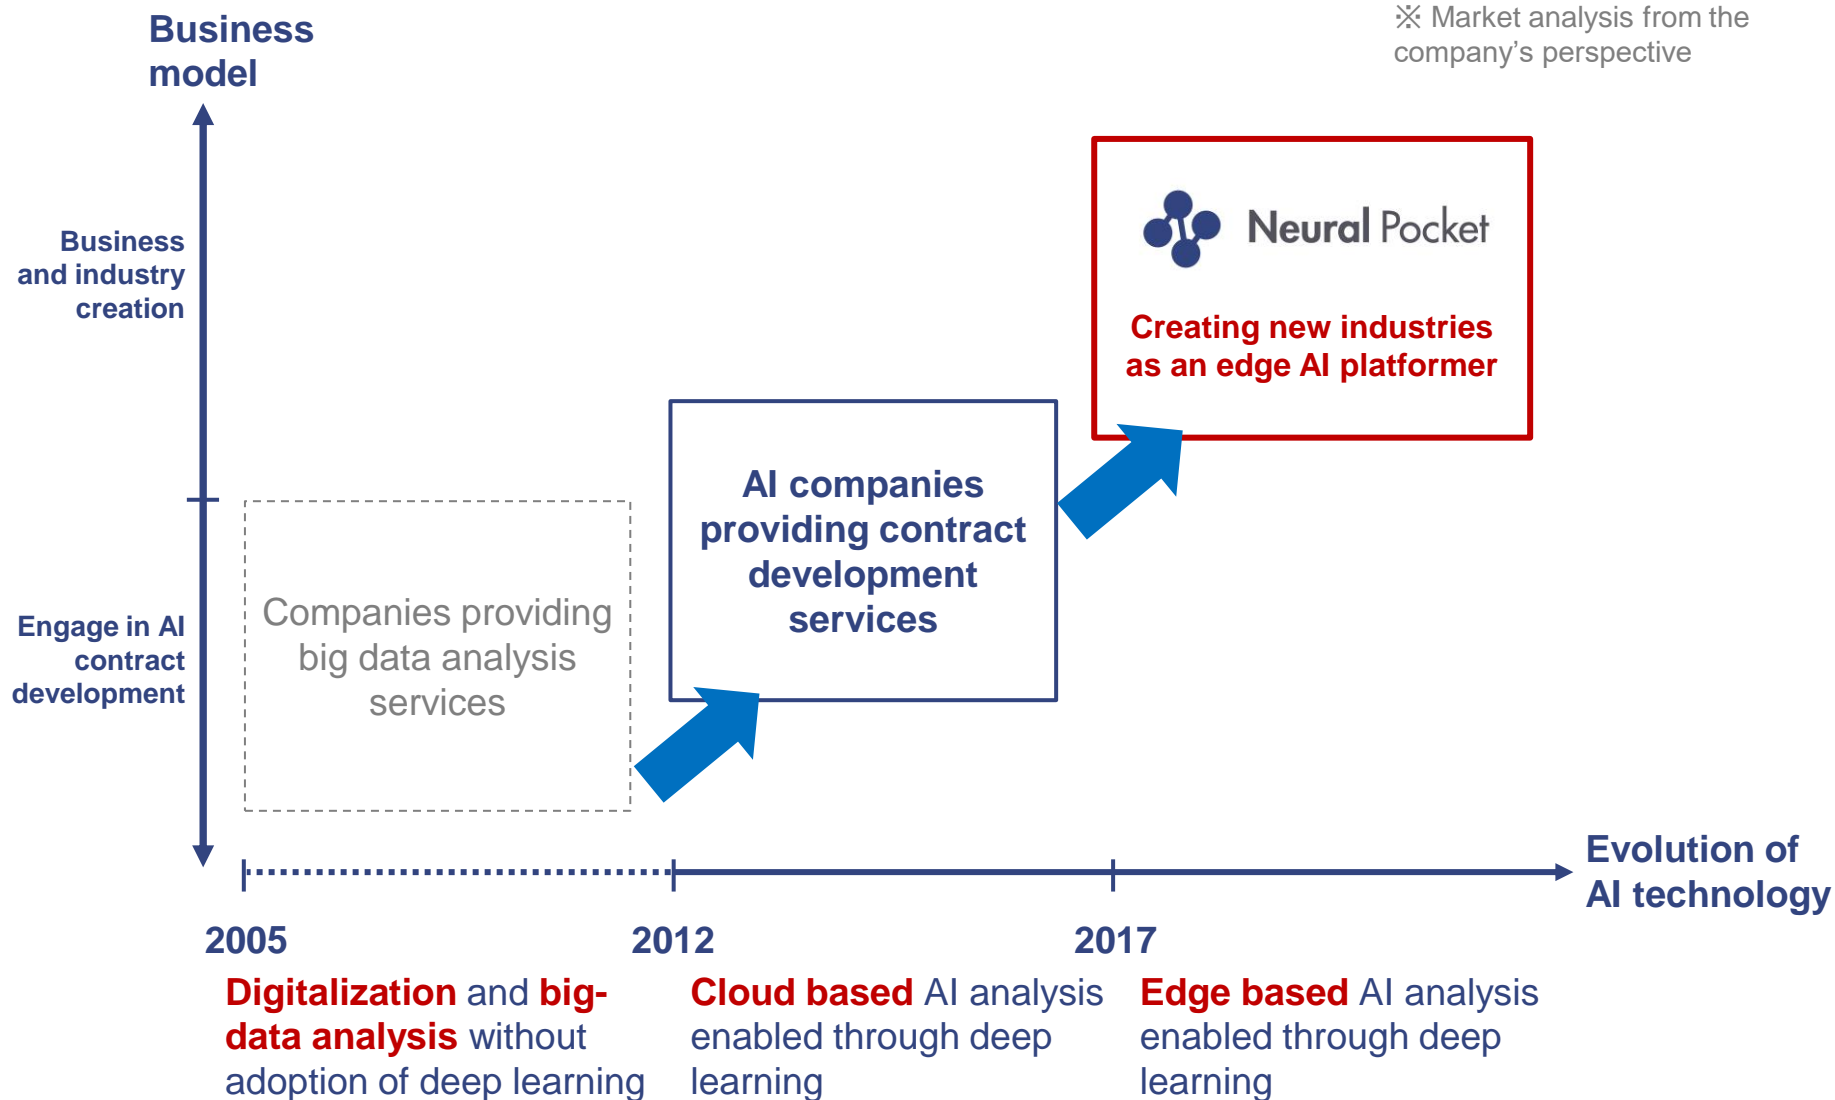 Business
model
※ Market analysis from the
company's perspective
Business
and industry
creation
Neural Pocket
Creating new industries
as an edge AI platformer
AI companies
providing contract
development
services
Engage in AI
contract
development
Companies providing
big data analysis
services
Evolution of
AI technology
2005
2012
2017
Digitalization and big-
data analysis without
adoption of deep learning
Cloud based AI analysis
enabled through deep
learning
Edge based AI analysis
enabled through deep
learning